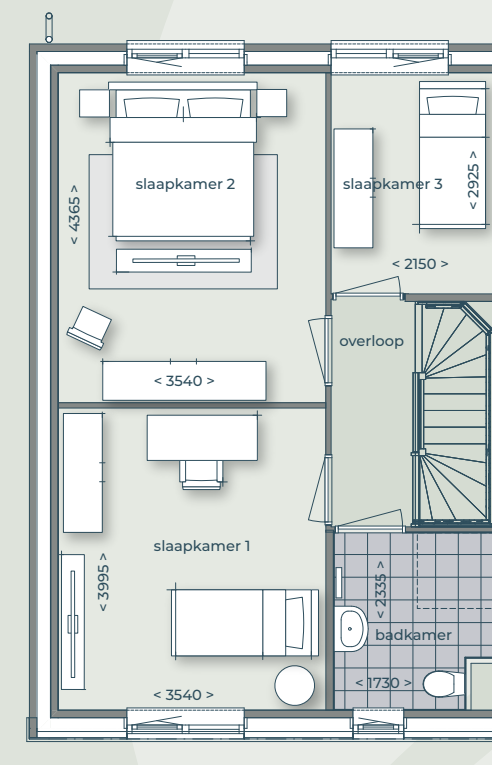 slaapkamer 2
slaapkamer 3
< 4365 >
< 2925 >
< 2150 >
overloop
< 3540 >
slaapkamer 1
< 3995 >
< 2335 >
badkamer
< 1730 >
< 3540 >